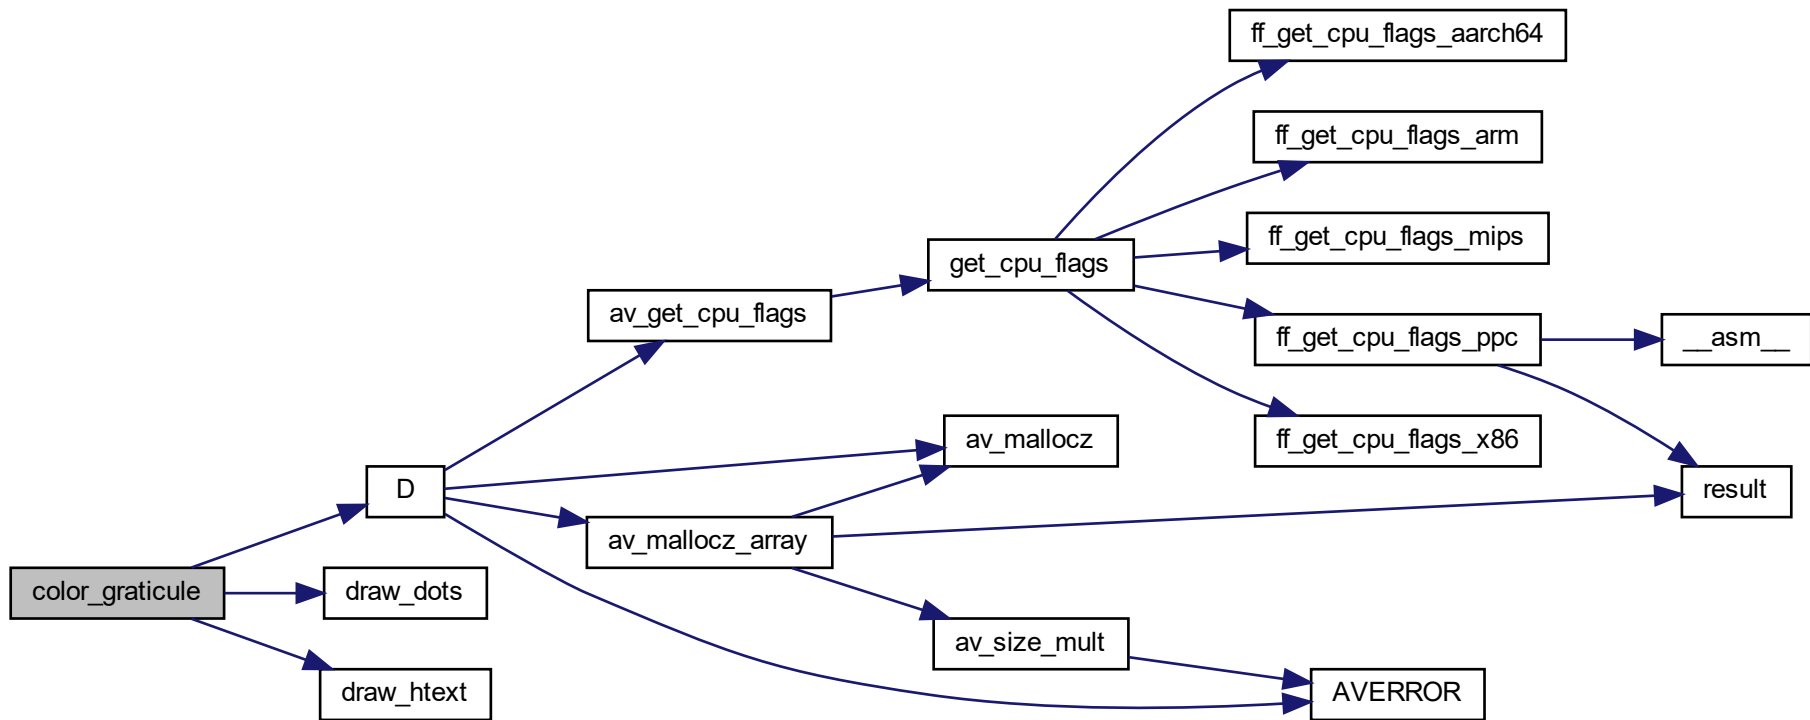 ff_get_cpu_flags_aarch64
ff_get_cpu_flags_arm
ff_get_cpu_flags_mips
get_cpu_flags
av_get_cpu_flags
ff_get_cpu_flags_ppc
__asm__
av_mallocz
ff_get_cpu_flags_x86
D
result
av_mallocz_array
color_graticule
draw_dots
av_size_mult
draw_htext
AVERROR